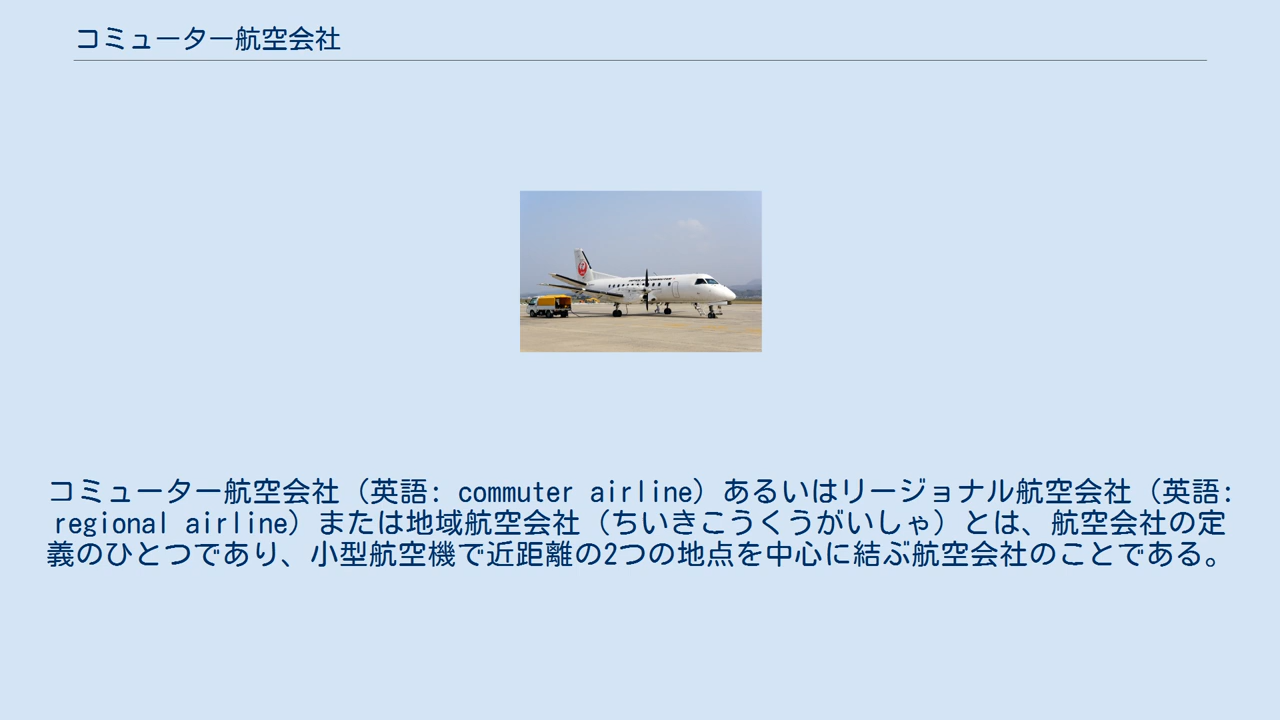 コミューター航空会社
コミューター航空会社（英語: commuter airline）あるいはリージョナル航空会社（英語:
regional airline）または地域航空会社（ちいきこうくうがいしゃ）とは、航空会社の定
義のひとつであり、小型航空機で近距離の2つの地点を中心に結ぶ航空会社のことである。